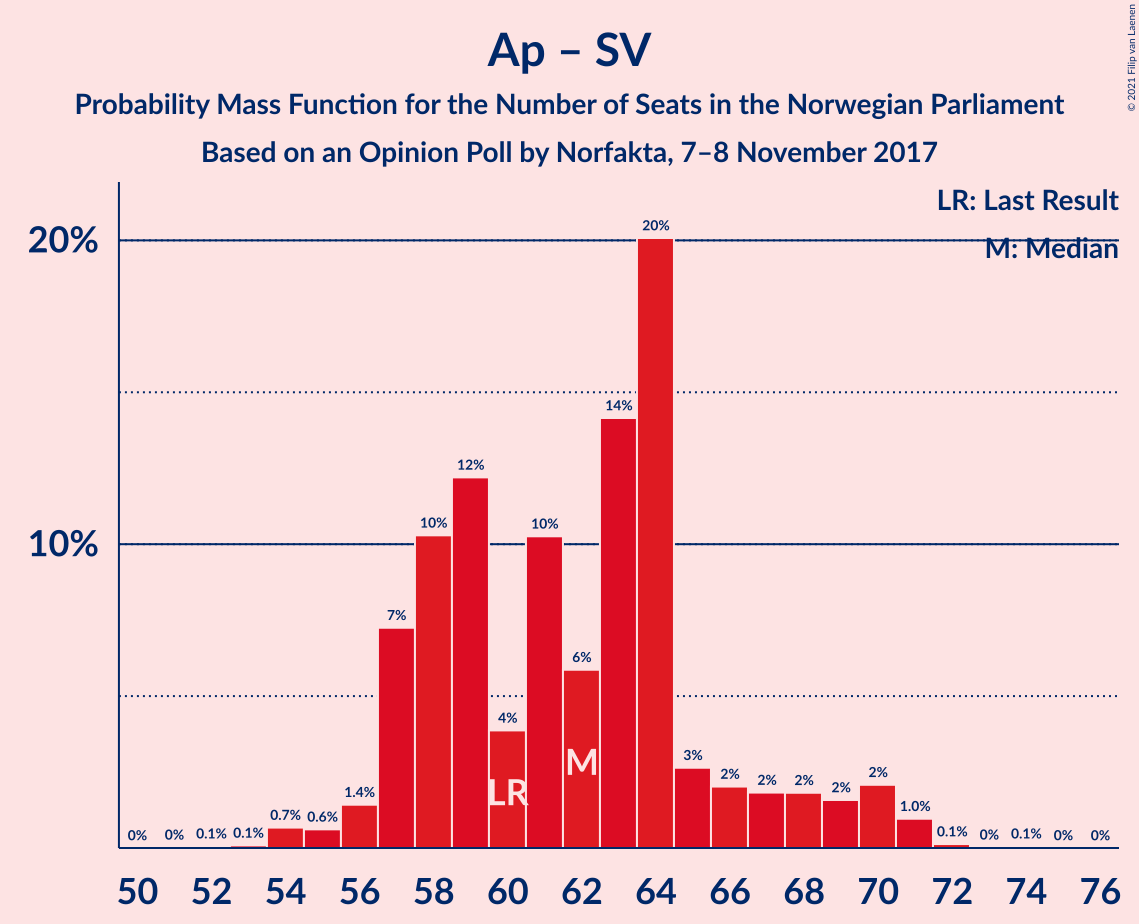 © 2021 Filip van Laenen
Ap – SV
Probability Mass Function for the Number of Seats in the Norwegian Parliament
Based on an Opinion Poll by Norfakta, 7–8 November 2017
LR: Last Result
M: Median
20%
10%
0% 0% 0.1% 0.1% 0.7% 0.6% 1.4% 7% 10% 12% 4% 10% 6% 14% 20% 3% 2% 2% 2% 2% 2% 1.0% 0.1% 0% 0.1% 0% 0%
LR M
50 52 54 56 58 60 62 64 66 68 70 72 74 76